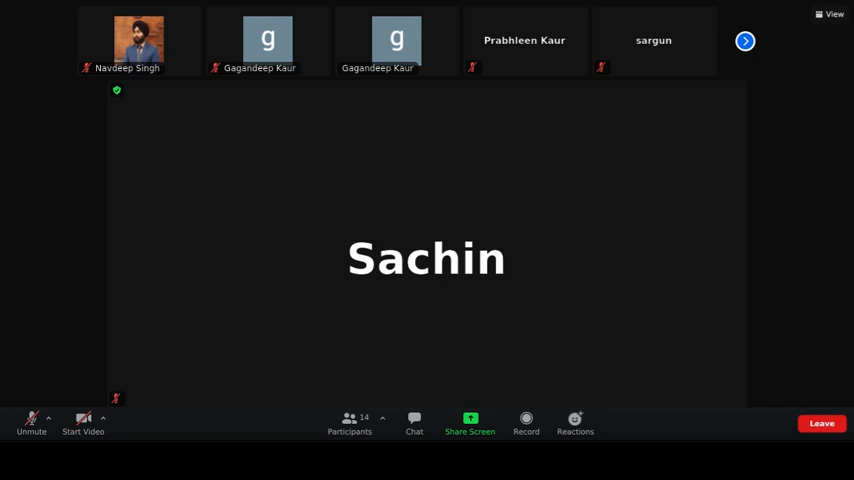 View
g
g
Prabhleen Kaur
sargun
Navdeep Singh
Gagandeep Kaur
Gagandeep Kaur
Sachin
14
Unmute
Start Video
Participants
Chat
Share Screen
Record
Reactions
Leave